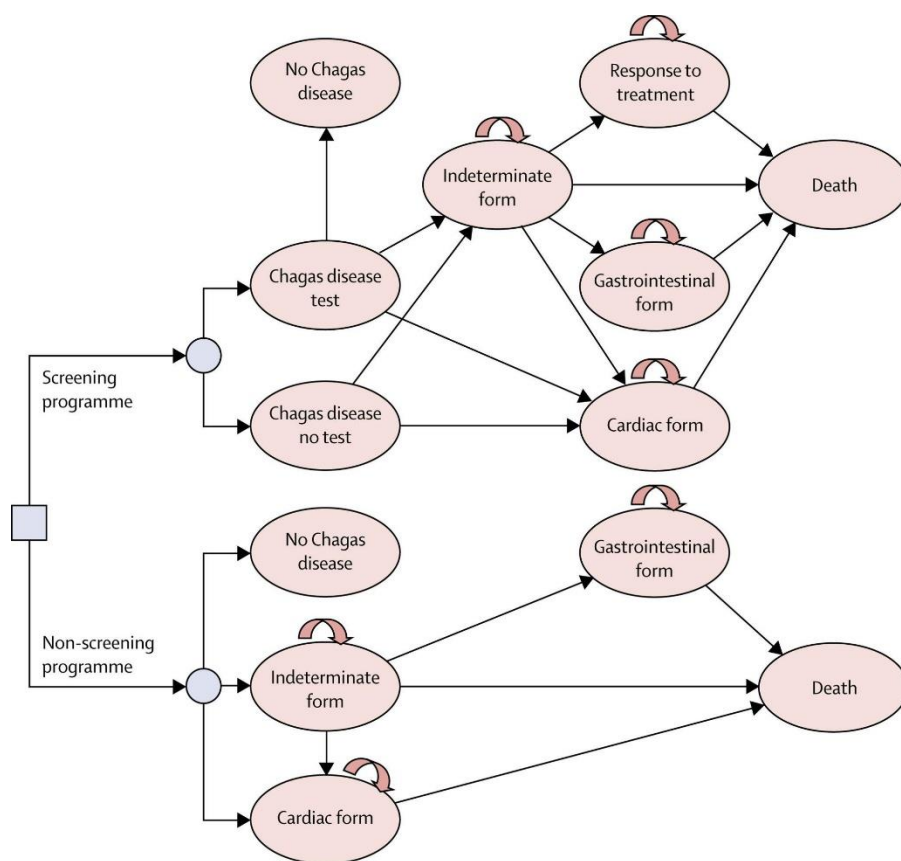 No Chagas
disease
Response to
treatment
Indeterminate
form
Death
Chagas disease
test
Gastrointestinal
form
Screening
programme
Chagas disease
no test
Cardiac form
No Chagas
disease
Gastrointestinal
form
Non-screening
programme
Indeterminate
form
Death
Cardiac form